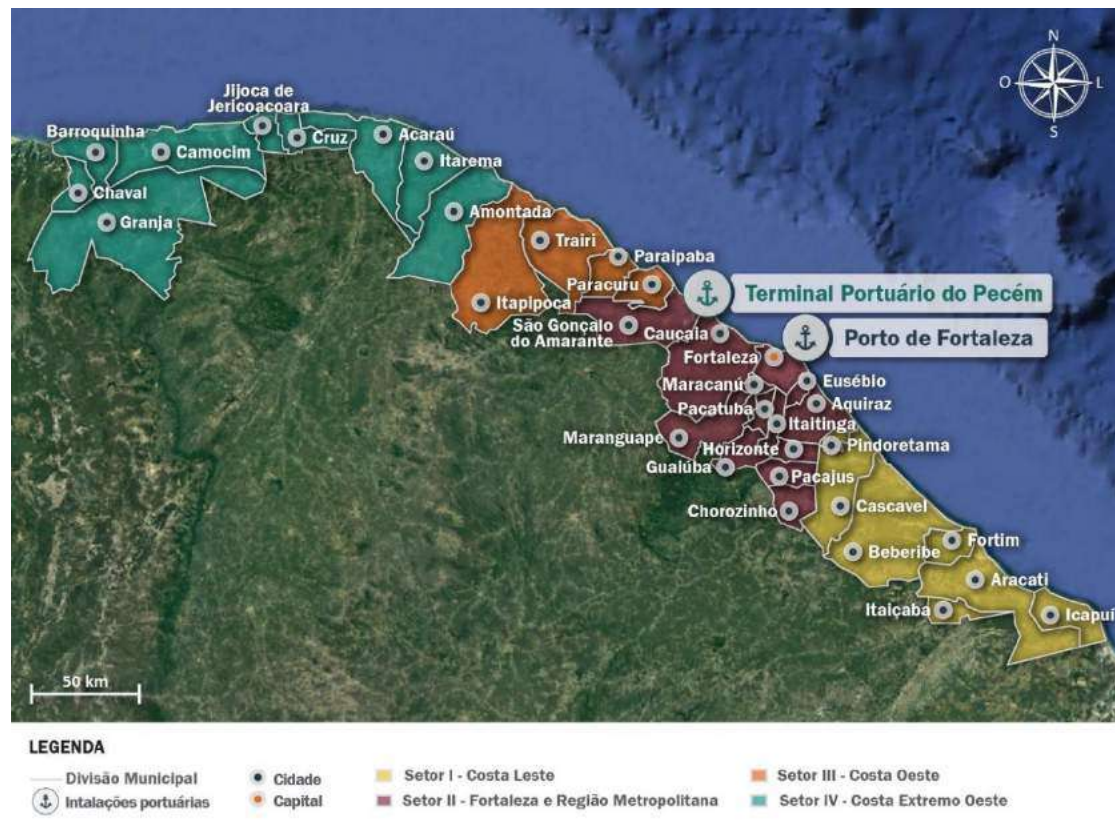 N
O
L
S
Jijoca de
Jericoacoara
Barroquinha
Camocim
Cruz
Acaraú
Itarema
Chaval
Granja
Amontada
Trairi
Paraipaba
Paracuru
Itapipoca
Terminal Portuário do Pecém
São Gonçalo
do Amarante
Caucaia
Porto de Fortaleza
Fortaleza
Maracanú
Eusébio
Pacatuba
Aquiraz
Itaitinga
Maranguape
Horizonte
Pindoretama
Guaiúba
Pacajus
Chorozinho
Cascavel
Beberibe
Fortim
Aracati
Itaiçaba
Icapuí
50 km
LEGENDA
Divisão Municipal
Intalações portuárias
Cidade
Capital
Setor I - Costa Leste
Setor II - Fortaleza e Região Metropolitana
Setor III - Costa Oeste
Setor IV - Costa Extremo Oeste